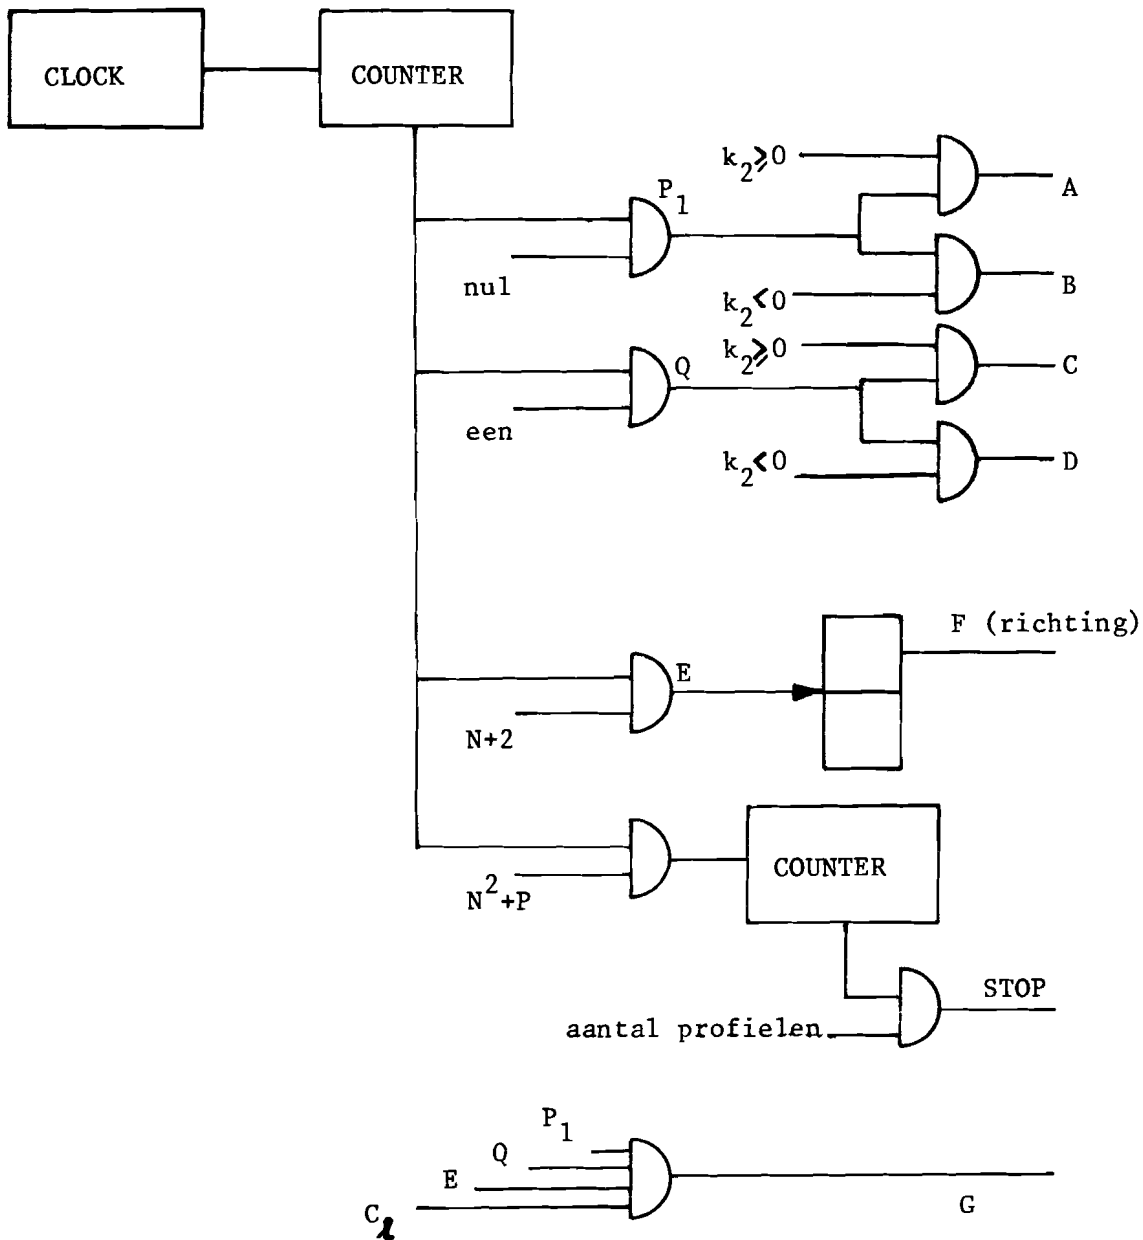 CLOCK
COUNTER
k₂≥0
A
P₁
nul
B
k₂<0
k₂≥0
C
Q
een
k₂<0
D
F (richting)
E
N+2
COUNTER
N²+P
STOP
aantal profielen
P₁
Q
E
G
Cℓ